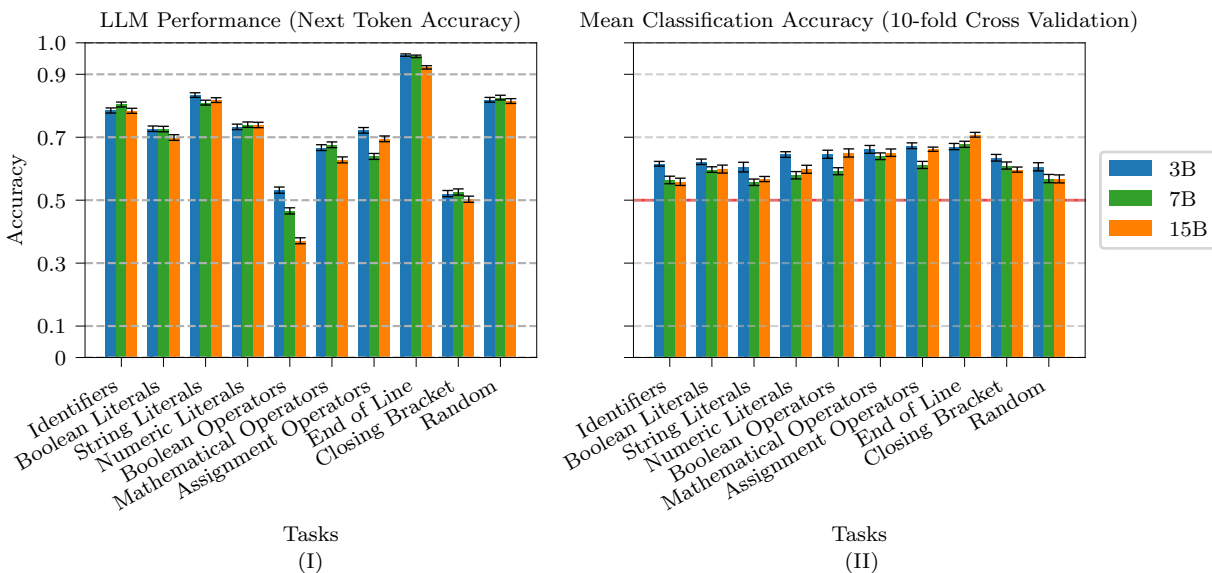 LLM Performance (Next Token Accuracy)
Mean Classification Accuracy (10-fold Cross Validation)
Accuracy
1.0
0.9
0.7
0.5
0.3
0.1
0
Identifiers
Boolean Literals
String Literals
Numeric Literals
Boolean Operators
Mathematical Operators
Assignment Operators
End of Line
Closing Bracket
Random
Tasks
(I)
Identifiers
Boolean Literals
String Literals
Numeric Literals
Boolean Operators
Mathematical Operators
Assignment Operators
End of Line
Closing Bracket
Random
Tasks
(II)
3B
7B
15B